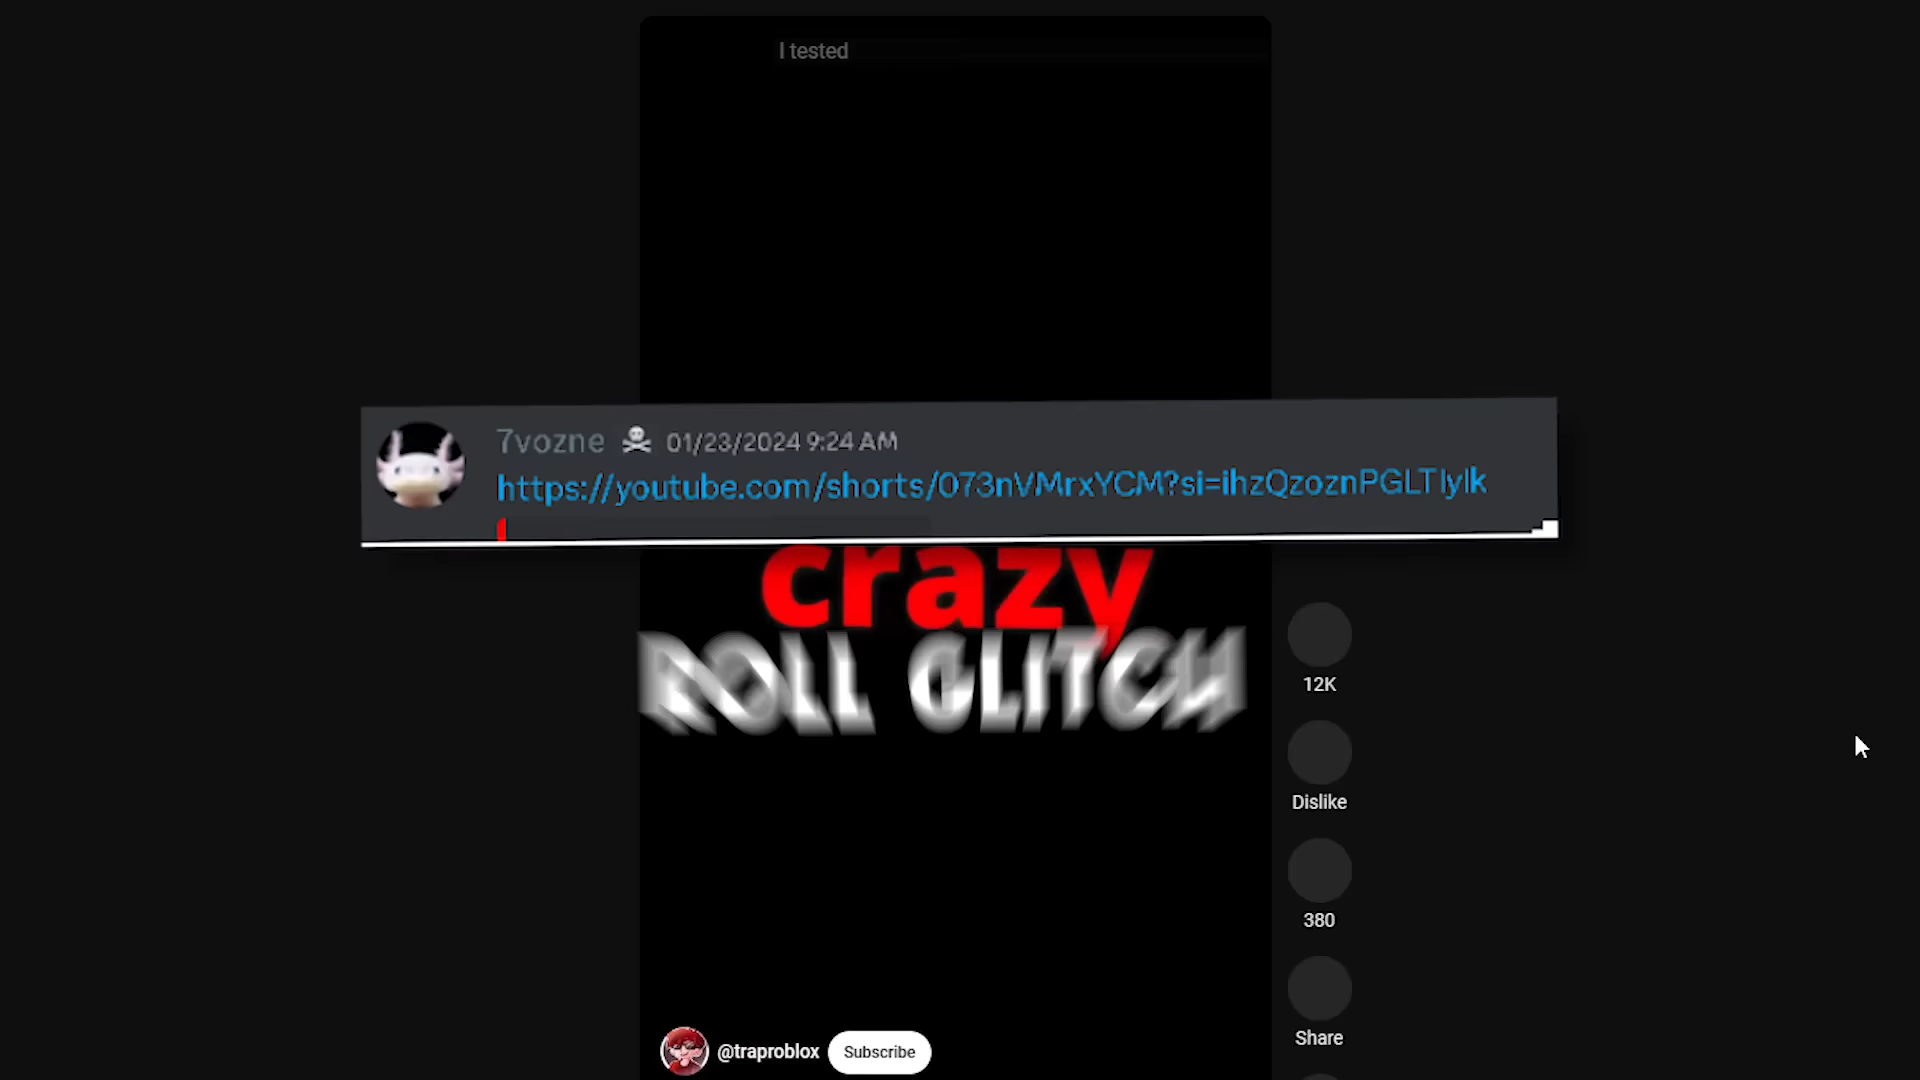 I tested
7vozne 01/23/2024 9:24 AM
https://youtube.com/shorts/073nVMrxYCM?si=ihzQzoznPGLTIyIk
crazy
ROLL GLITCH
12K
Dislike
380
Share
@traproblox Subscribe